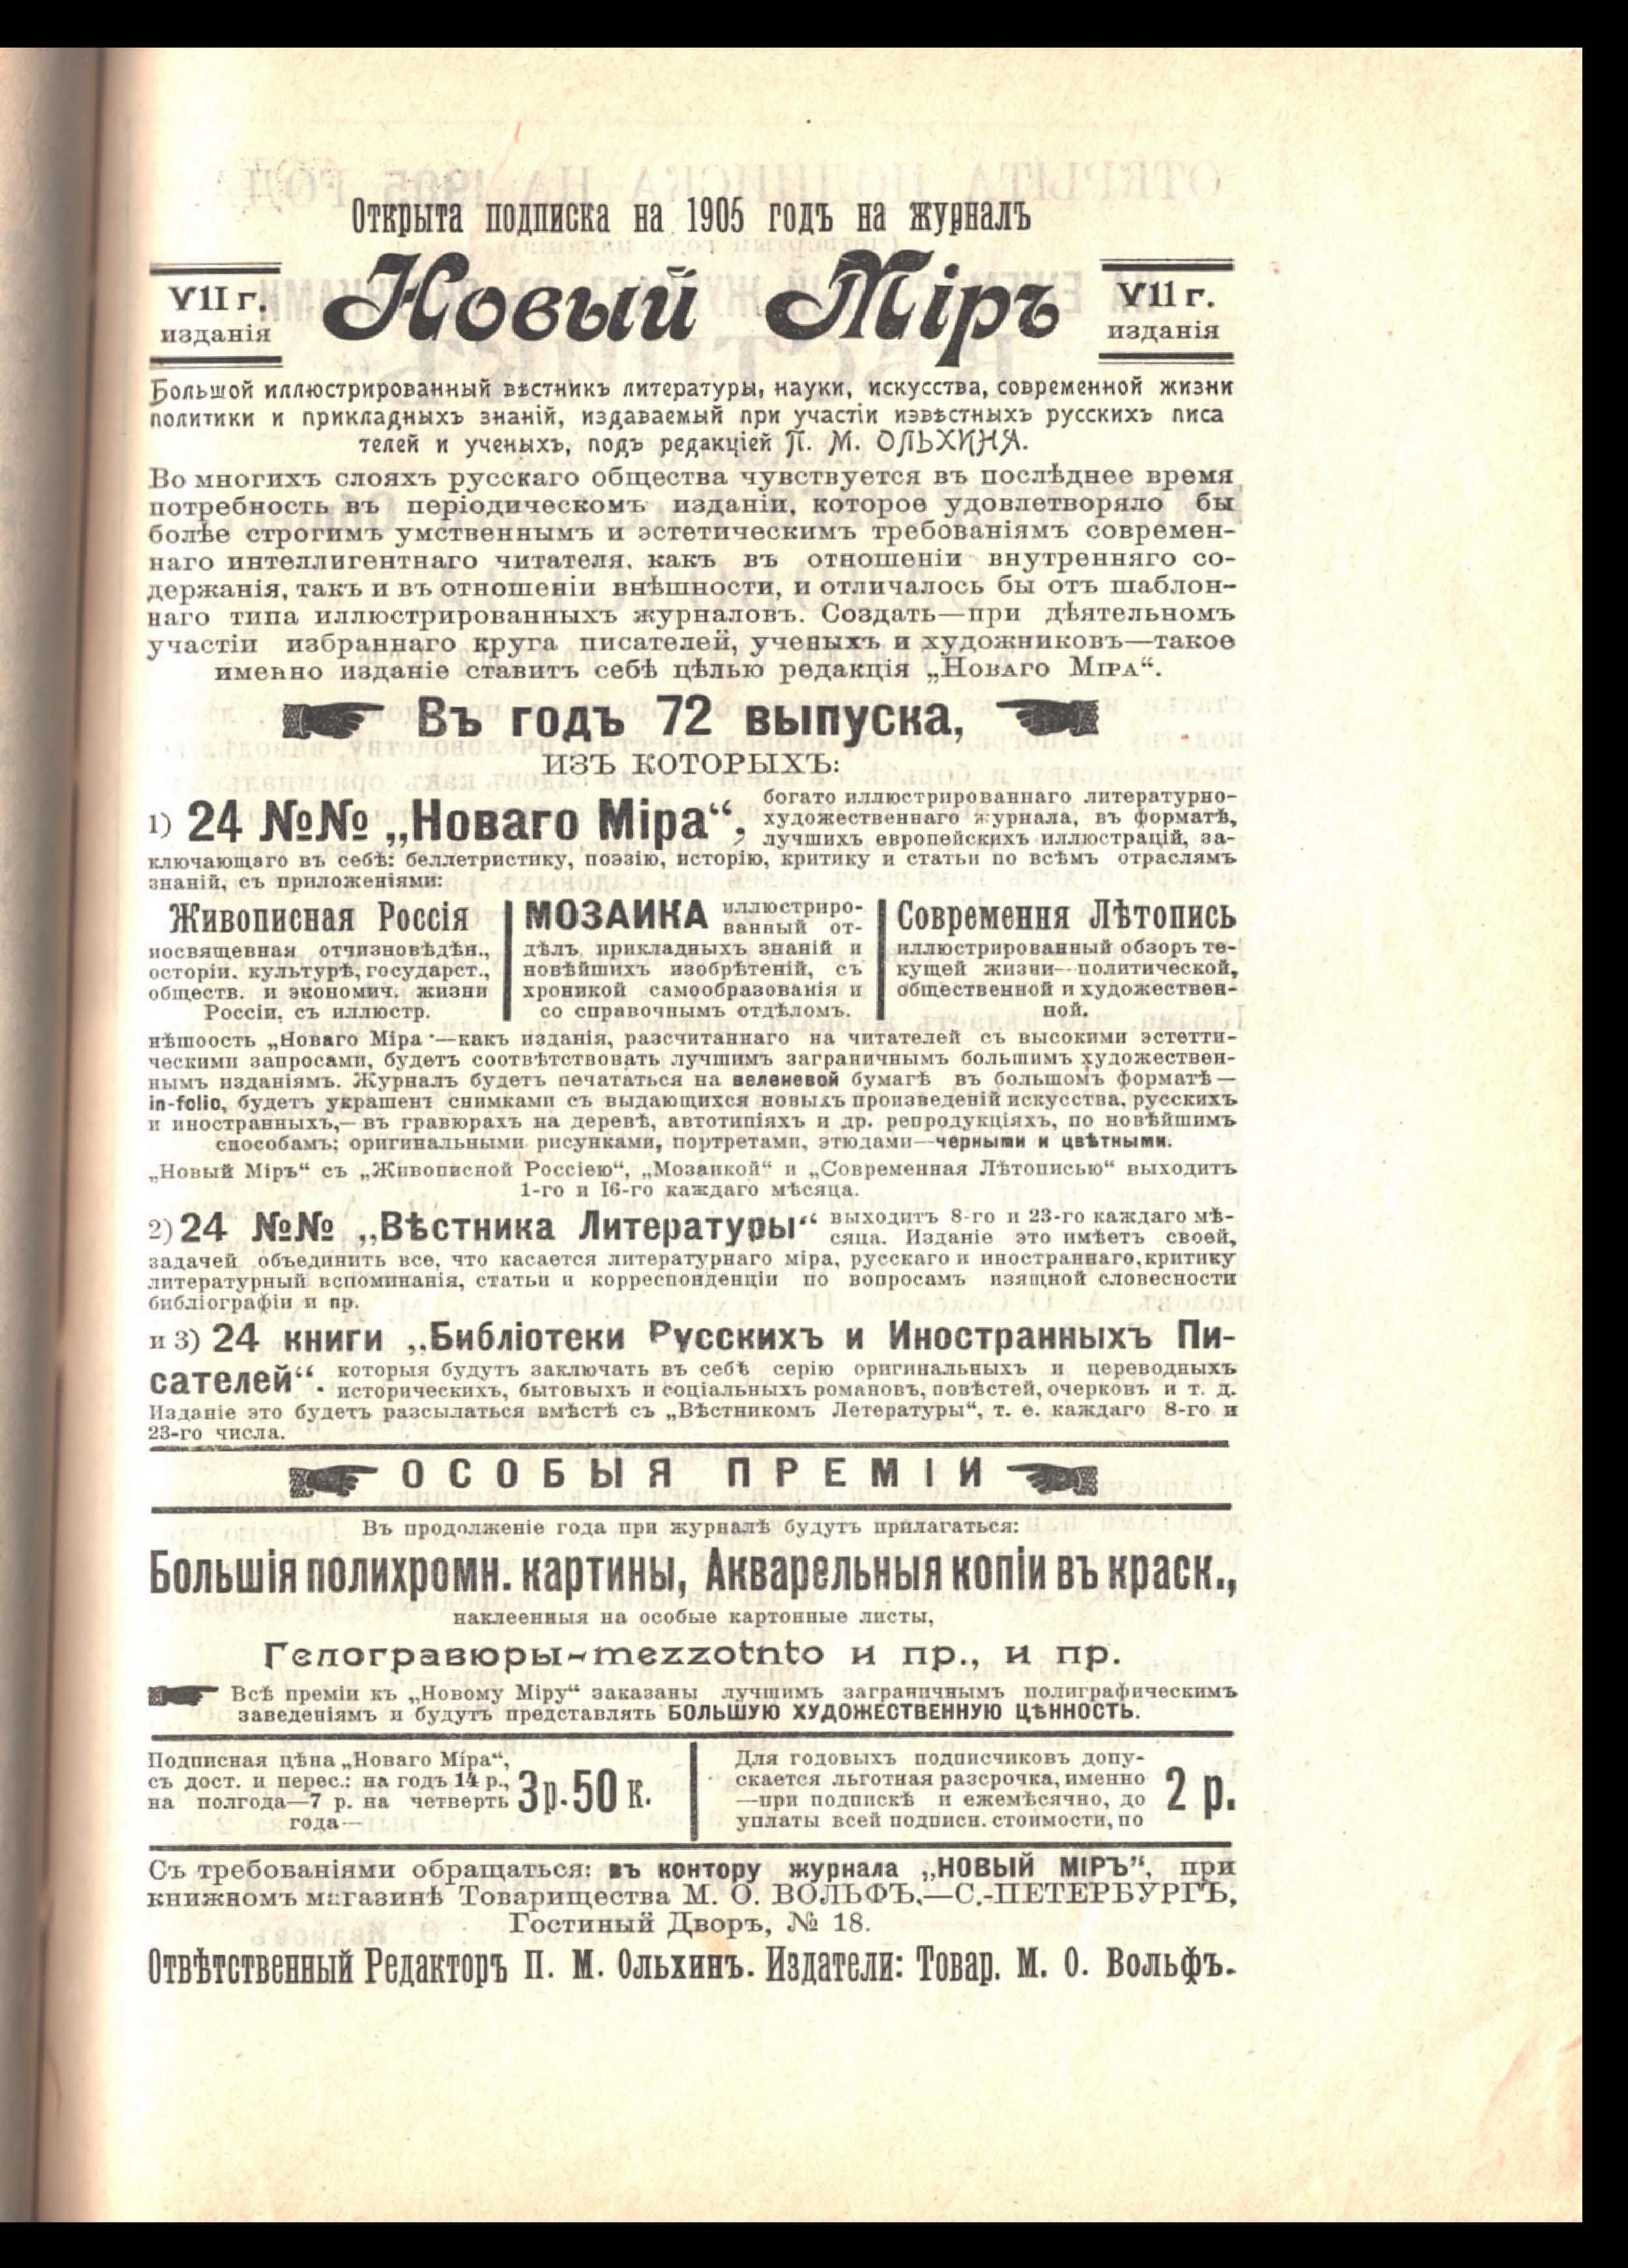 Открыта подписка на 1905 годъ на журналъ
VII г.
изданія
Новый Міръ
VII г.
изданія
Большой иллюстрированный вѣстникъ литературы, науки, искусства, современной жизни
политики и прикладныхъ знаній, издаваемый при участіи извѣстныхъ русскихъ писа
телей и ученыхъ, подъ редакціей П. М. ОЛЬХИНА.
Во многихъ слояхъ русскаго общества чувствуется въ послѣднее время
потребность въ періодическомъ изданіи, которое удовлетворяло бы
болѣе строгимъ умственнымъ и эстетическимъ требованіямъ современ-
наго интеллигентнаго читателя. какъ въ отношеніи внутренняго со-
держанія, такъ и въ отношеніи внѣшности, и отличалось бы отъ шаблон-
наго типа иллюстрированныхъ журналовъ. Создать—при дѣятельномъ
участіи избраннаго круга писателей, ученыхъ и художниковъ—такое
именно изданіе ставитъ себѣ цѣлью редакція „Новаго Міра“.
Въ годъ 72 выпуска,
изъ которыхъ:
1) 24 №№ „Новаго Міра“, богато иллюстрированнаго литературно-
художественнаго журнала, въ форматѣ,
лучшихъ европейскихъ иллюстрацій, за-
ключающаго въ себѣ: беллетристику, поэзію, исторію, критику и статьи по всѣмъ отраслямъ
знаній, съ приложеніями:
Живописная Россія
посвященная отчизновѣдѣн.,
осторіи. культурѣ, государст.,
обществ. и экономич. жизни
Россіи, съ иллюстр.
МОЗАИКА иллюстриро-
ванный от-
дѣлъ прикладныхъ знаній и
новѣйшихъ изобрѣтеній, съ
хроникой самообразованія и
со справочнымъ отдѣломъ.
Современня Лѣтопись
иллюстрированный обзоръ те-
кущей жизни—политической,
общественной и художествен-
ной.
нѣшоость „Новаго Міра“—какъ изданія, разсчитаннаго на читателей съ высокими эстетти-
ческими запросами, будетъ соотвѣтствовать лучшимъ заграничнымъ большимъ художествен-
нымъ изданіямъ. Журналъ будетъ печататься на веленевой бумагѣ въ большомъ форматѣ—
in-folio, будетъ украшенъ снимками съ выдающихся новыхъ произведеній искусства. русскихъ
и иностранныхъ,— въ гравюрахъ на деревѣ, автотипіяхъ и др. репродукціяхъ, по новѣйшимъ
способамъ; оригинальными рисунками, портретами, этюдами—черными и цвѣтными.
„Новый Міръ“ съ „Живописной Россіею“, „Мозаикой“ и „Современная Лѣтописью“ выходитъ
1-го и 16-го каждаго мѣсяца.
2) 24 №№ „Вѣстника Литературы“ выходитъ 8-го и 23-го каждаго мѣ-
сяца. Изданіе это имѣетъ своей,
задачей объединить все, что касается литературнаго міра, русскаго и иностраннаго, критику
литературный вспоминанія, статьи и корреспонденціи по вопросамъ изящной словесности
библіографіи и пр.
и 3) 24 книги „Библіотеки Русскихъ и Иностранныхъ Пи-
сателей“. которыя будутъ заключать въ себѣ серію оригинальныхъ и переводныхъ
историческихъ, бытовыхъ и соціальныхъ романовъ, повѣстей, очерковъ и т. д.
Изданіе это будетъ разсылаться вмѣстѣ съ „Вѣстникомъ Летературы“, т. е. каждаго 8-го и
23-го числа.
ОСОБЫЯ ПРЕМІИ
Въ продолженіе года при журналѣ будутъ прилагаться:
Большія полихромн. картины, Акварельныя копіи въ краск.,
наклеенныя на особые картонные листы,
Гелогравюры-mezzotnto и пр., и пр.
Всѣ преміи къ „Новому Міру“ заказаны лучшимъ заграничнымъ полиграфическимъ
заведеніямъ и будутъ представлять БОЛЬШУЮ ХУДОЖЕСТВЕННУЮ ЦѢННОСТЬ.
Подписная цѣна „Новаго Міра“,
съ дост. и перес.: на годъ 14 р.,
на полгода—7 р. на четверть
года—
3 р. 50 к.
Для годовыхъ подписчиковъ допу-
скается льготная разсрочка, именно
—при подпискѣ и ежемѣсячно, до
уплаты всей подписн. стоимости, по
2 р.
Съ требованіями обращаться: въ контору журнала „НОВЫЙ МІРЪ“, при
книжномъ магазинѣ Товарищества М. О. ВОЛЬФЪ,—С.-ПЕТЕРБУРГЪ,
Гостиный Дворъ, № 18.
Отвѣтственный Редакторъ П. М. Ольхинъ. Издатели: Товар. М. О. Вольфъ.